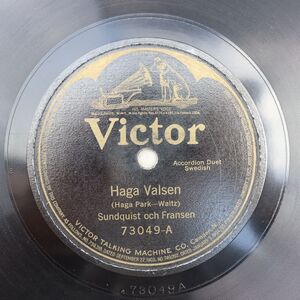 HIS MASTER'S VOICE
Victor
Accordion Duet
Swedish
Haga Valsen
(Haga Park—Waltz)
Sundquist och Fransen
73049-A
VICTOR TALKING MACHINE CO.
73049A